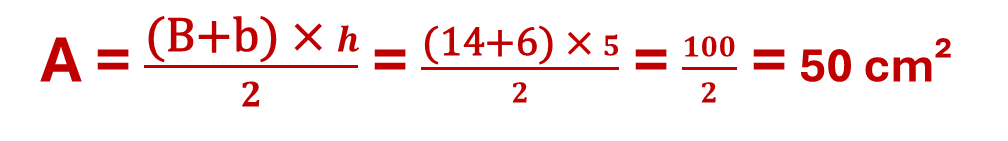 A = (B+b) × h / 2 = (14+6) × 5 / 2 = 100 / 2 = 50 cm²